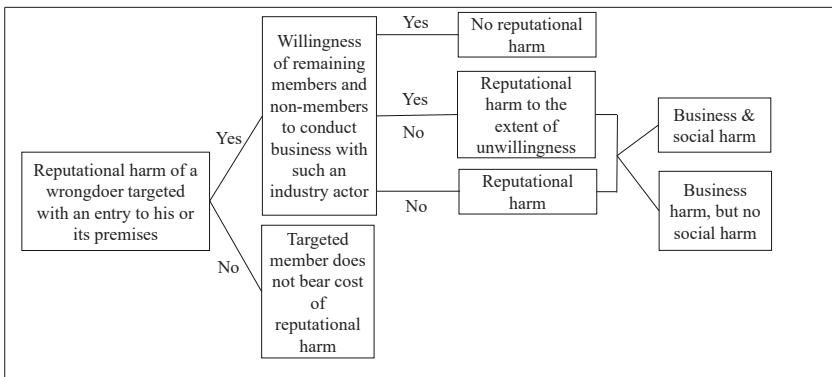 Reputational harm of a
wrongdoer targeted
with an entry to his or
its premises
Yes
No
Willingness
of remaining
members and
non-members
to conduct
business with
such an
industry actor
Targeted
member does
not bear cost
of
reputational
harm
Yes
No reputational
harm
Yes
No
Reputational
harm to the
extent of
unwillingness
No
Reputational
harm
Business &
social harm
Business
harm, but no
social harm